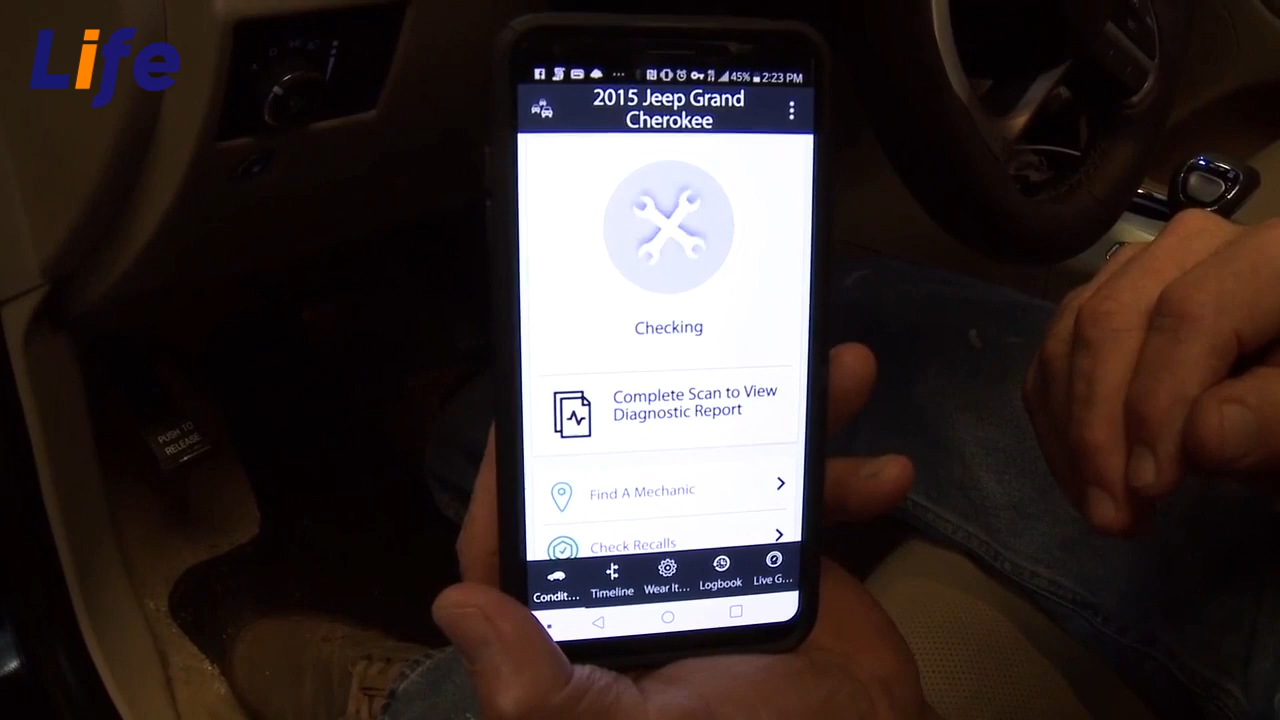 Life
45% 2:23 PM
2015 Jeep Grand
Cherokee
Checking
Complete Scan to View
Diagnostic Report
Find A Mechanic
Check Recalls
Condit... Timeline Wear It... Logbook Live G...
PUSH TO
RELEASE